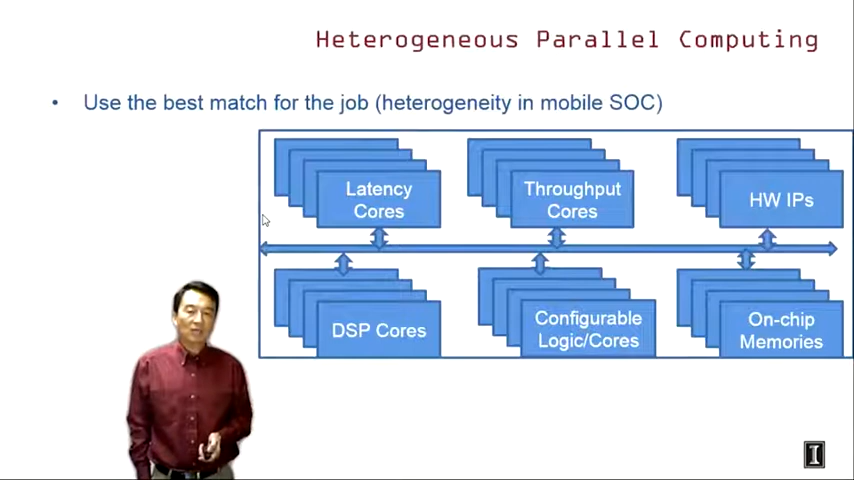 Heterogeneous Parallel Computing
• Use the best match for the job (heterogeneity in mobile SOC)
Latency
Cores
Throughput
Cores
HW IPs
DSP Cores
Configurable
Logic/Cores
On-chip
Memories
I